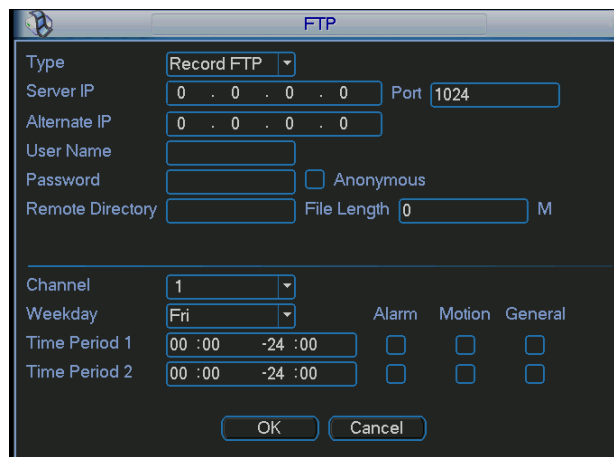 FTP
Type Record FTP
Server IP 0 . 0 . 0 . 0 Port 1024
Alternate IP 0 . 0 . 0 . 0
User Name
Password Anonymous
Remote Directory File Length 0 M
Channel 1
Weekday Fri Alarm Motion General
Time Period 1 00 :00 -24 :00
Time Period 2 00 :00 -24 :00
OK Cancel